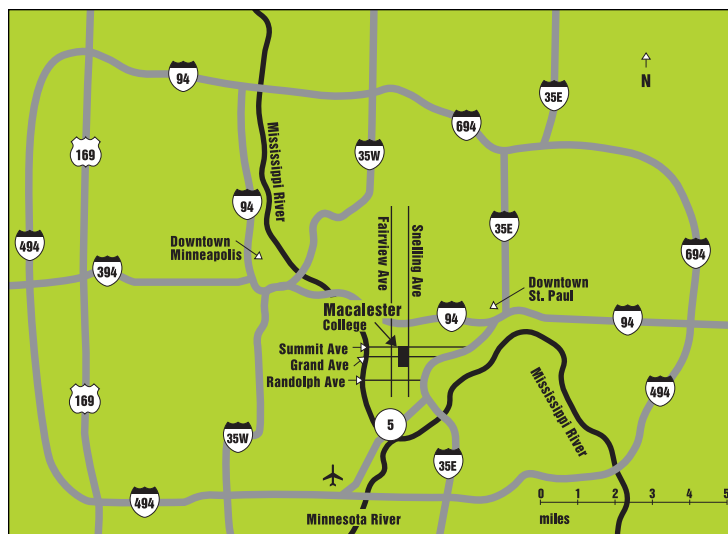 94
35E
N
694
169
Mississippi River
35W
94
35E
Fairview Ave
Snelling Ave
494
Downtown
Minneapolis
694
394
Downtown
St. Paul
Macalester
College
94
94
Summit Ave
Grand Ave
Randolph Ave
169
494
Mississippi River
5
35W
35E
494
0 1 2 3 4 5
miles
Minnesota River